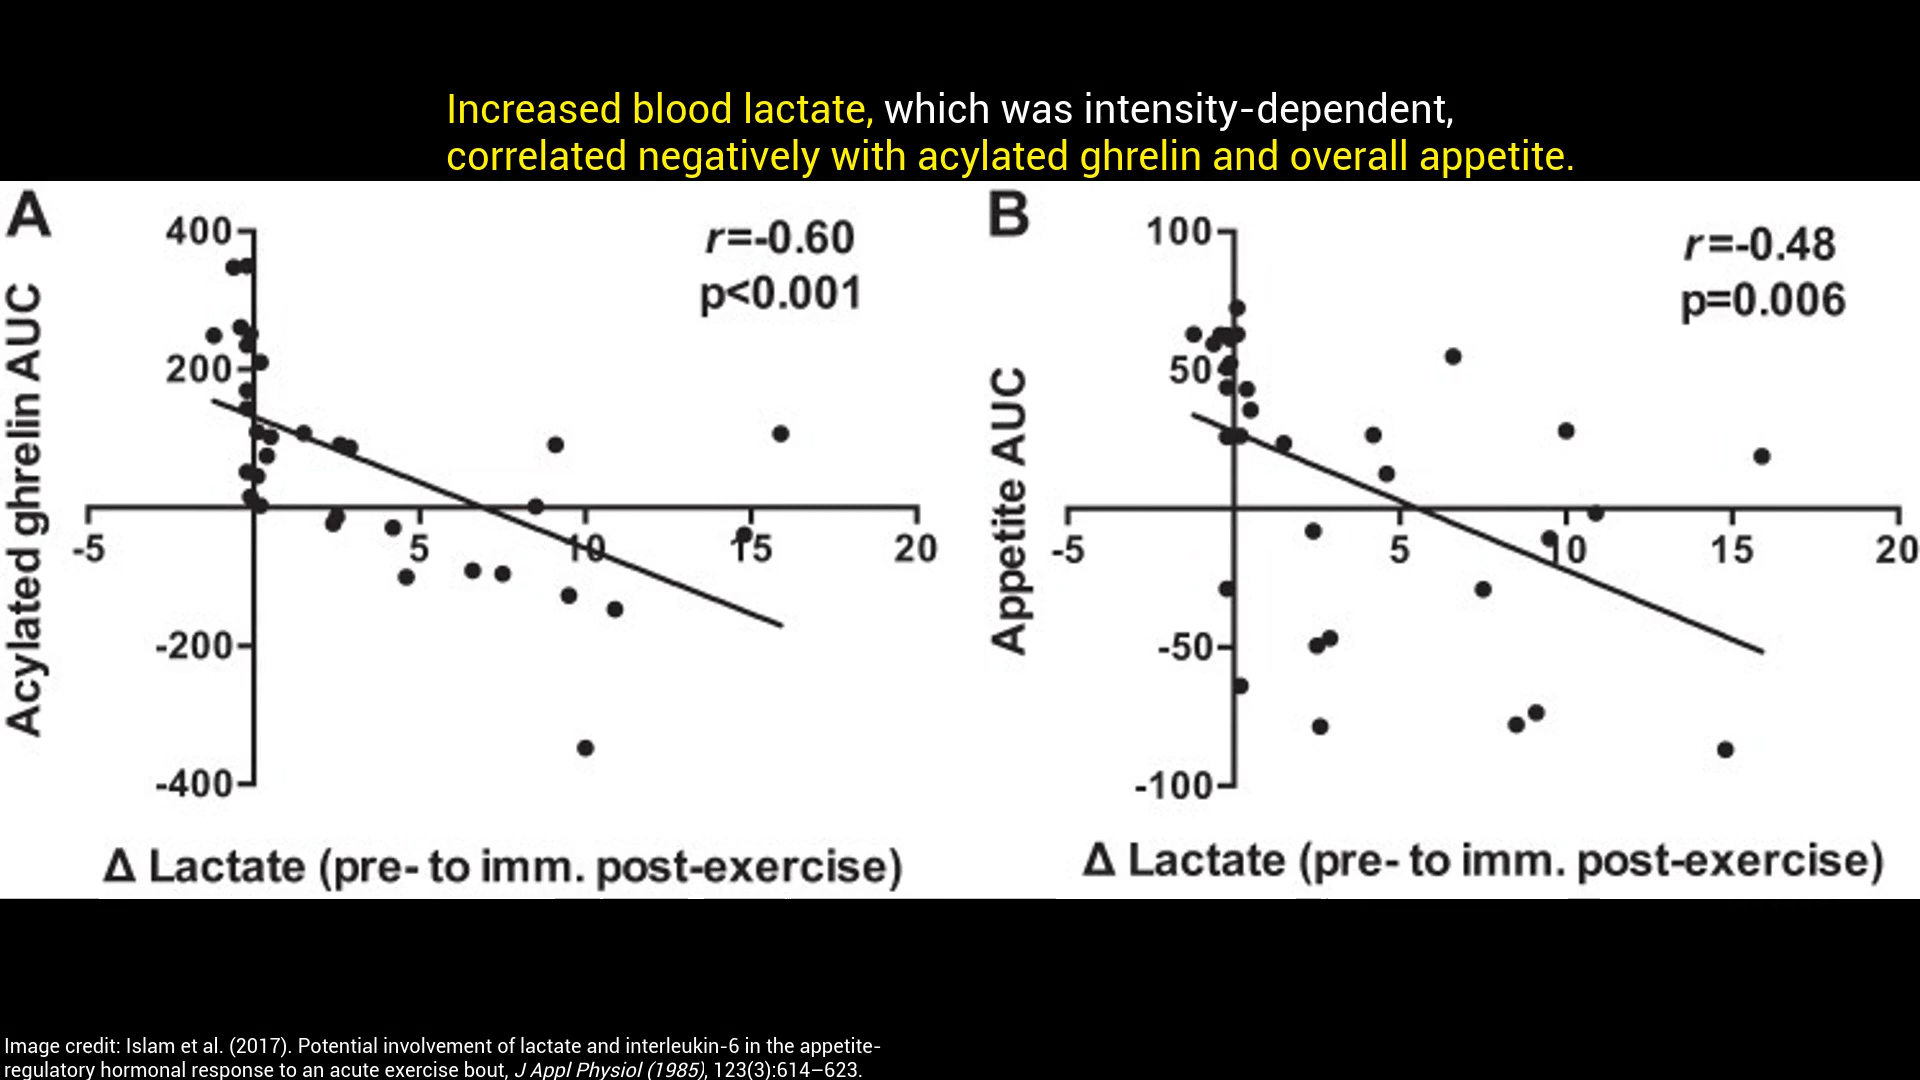 Increased blood lactate, which was intensity-dependent,
correlated negatively with acylated ghrelin and overall appetite.
A
Acylated ghrelin AUC
400
200
-200
-400
-5
5
10
15
20
r=-0.60
p<0.001
Δ Lactate (pre- to imm. post-exercise)
B
Appetite AUC
100
50
-50
-100
-5
5
10
15
20
r=-0.48
p=0.006
Δ Lactate (pre- to imm. post-exercise)
Image credit: Islam et al. (2017). Potential involvement of lactate and interleukin-6 in the appetite-
regulatory hormonal response to an acute exercise bout, J Appl Physiol (1985), 123(3):614–623.